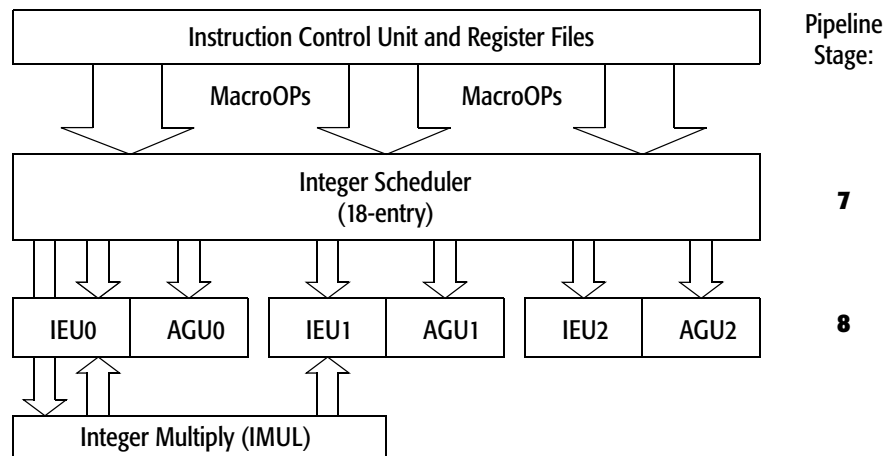 Instruction Control Unit and Register Files
Pipeline
Stage:
MacroOPs
MacroOPs
Integer Scheduler
(18-entry)
7
IEU0
AGU0
IEU1
AGU1
IEU2
AGU2
8
Integer Multiply (IMUL)